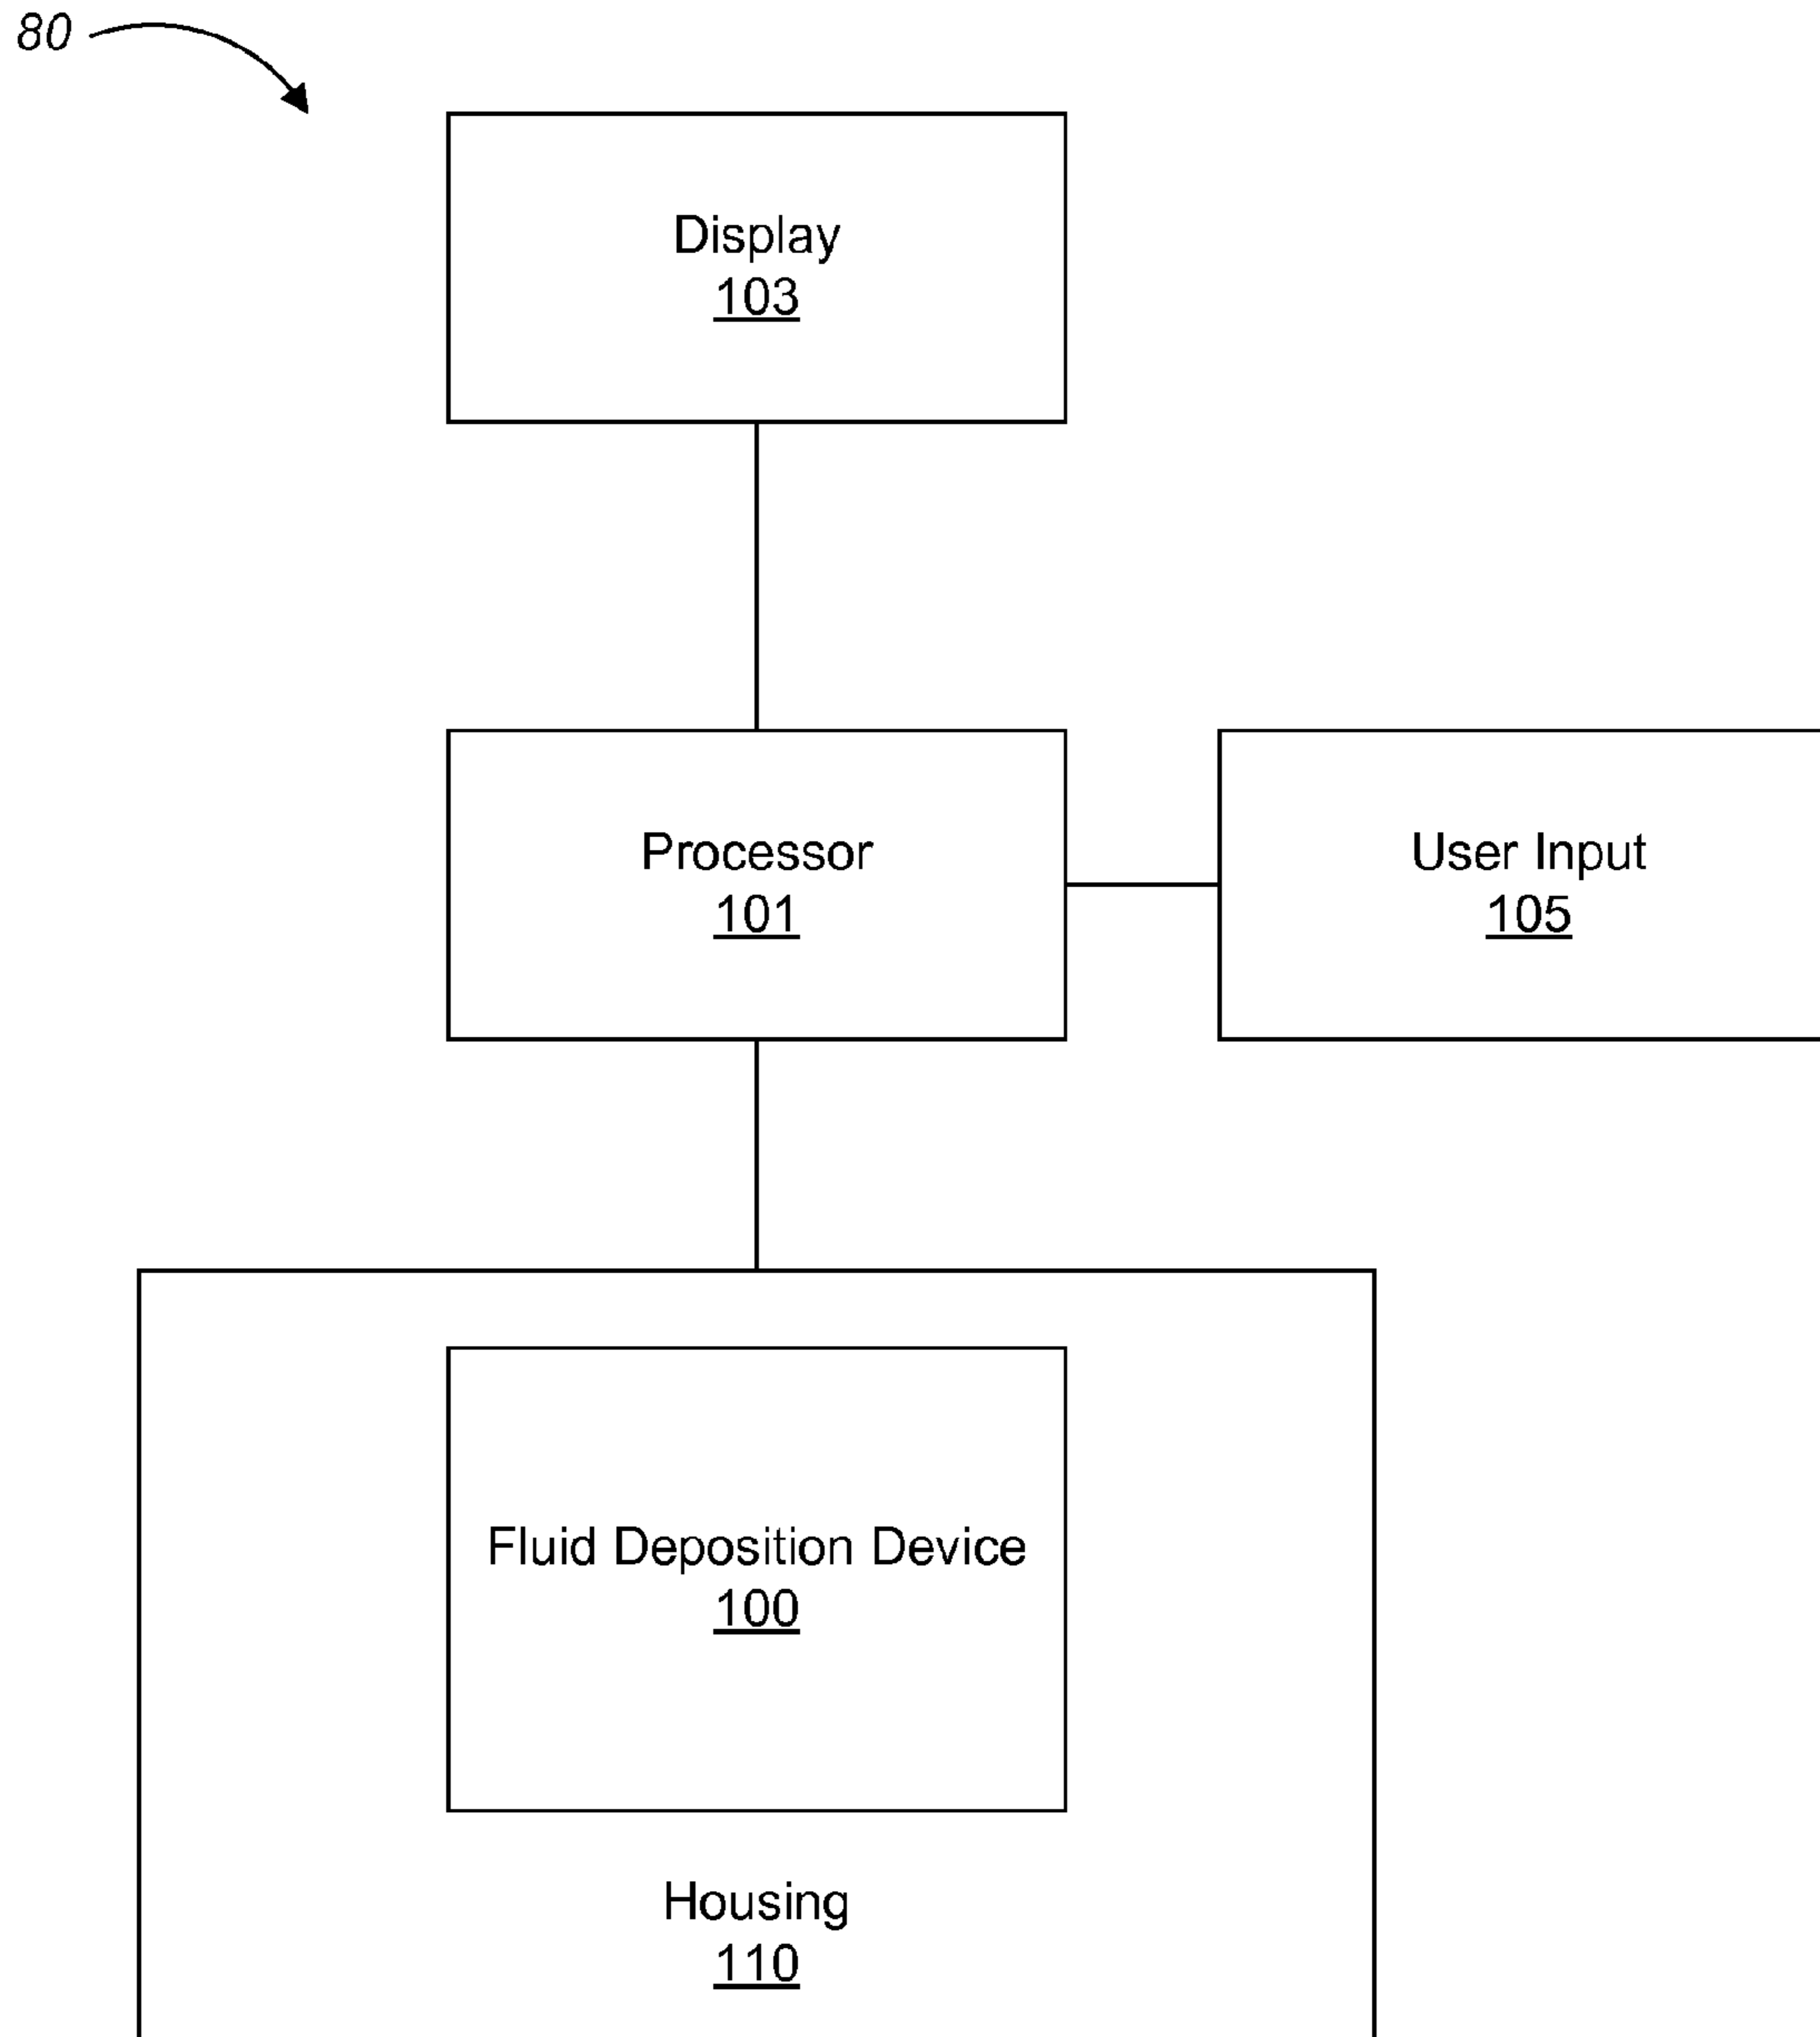 80
Display
103
Processor
101
User Input
105
Fluid Deposition Device
100
Housing
110